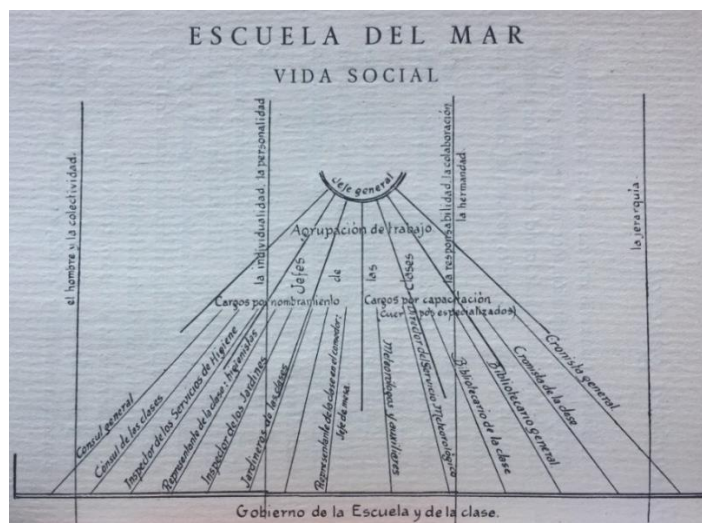 ESCUELA DEL MAR
VIDA SOCIAL
el hombre y la colectividad.
la individualidad, la personalidad
la responsabilidad, la colaboración
la hermandad.
la jerarquía.
Jefe general
Agrupación de trabajo
Jefes de las clases
Cargos por nombramiento
Cargos por capacitación
(cuerpos especializados)
Consul general
Consul de las clases
Inspector de los Servicios de Higiene
Representante de la clase: higienistas
Inspector de los Jardines
Jardineros de las clases
Representante de la clase en el comedor:
Jefe de mesa.
Meteorólogos y auxiliares
Director del Servicio Meteorológico
Bibliotecario de la clase
Bibliotecario general
Cronista de la clase
Cronista general
Gobierno de la Escuela y de la clase.